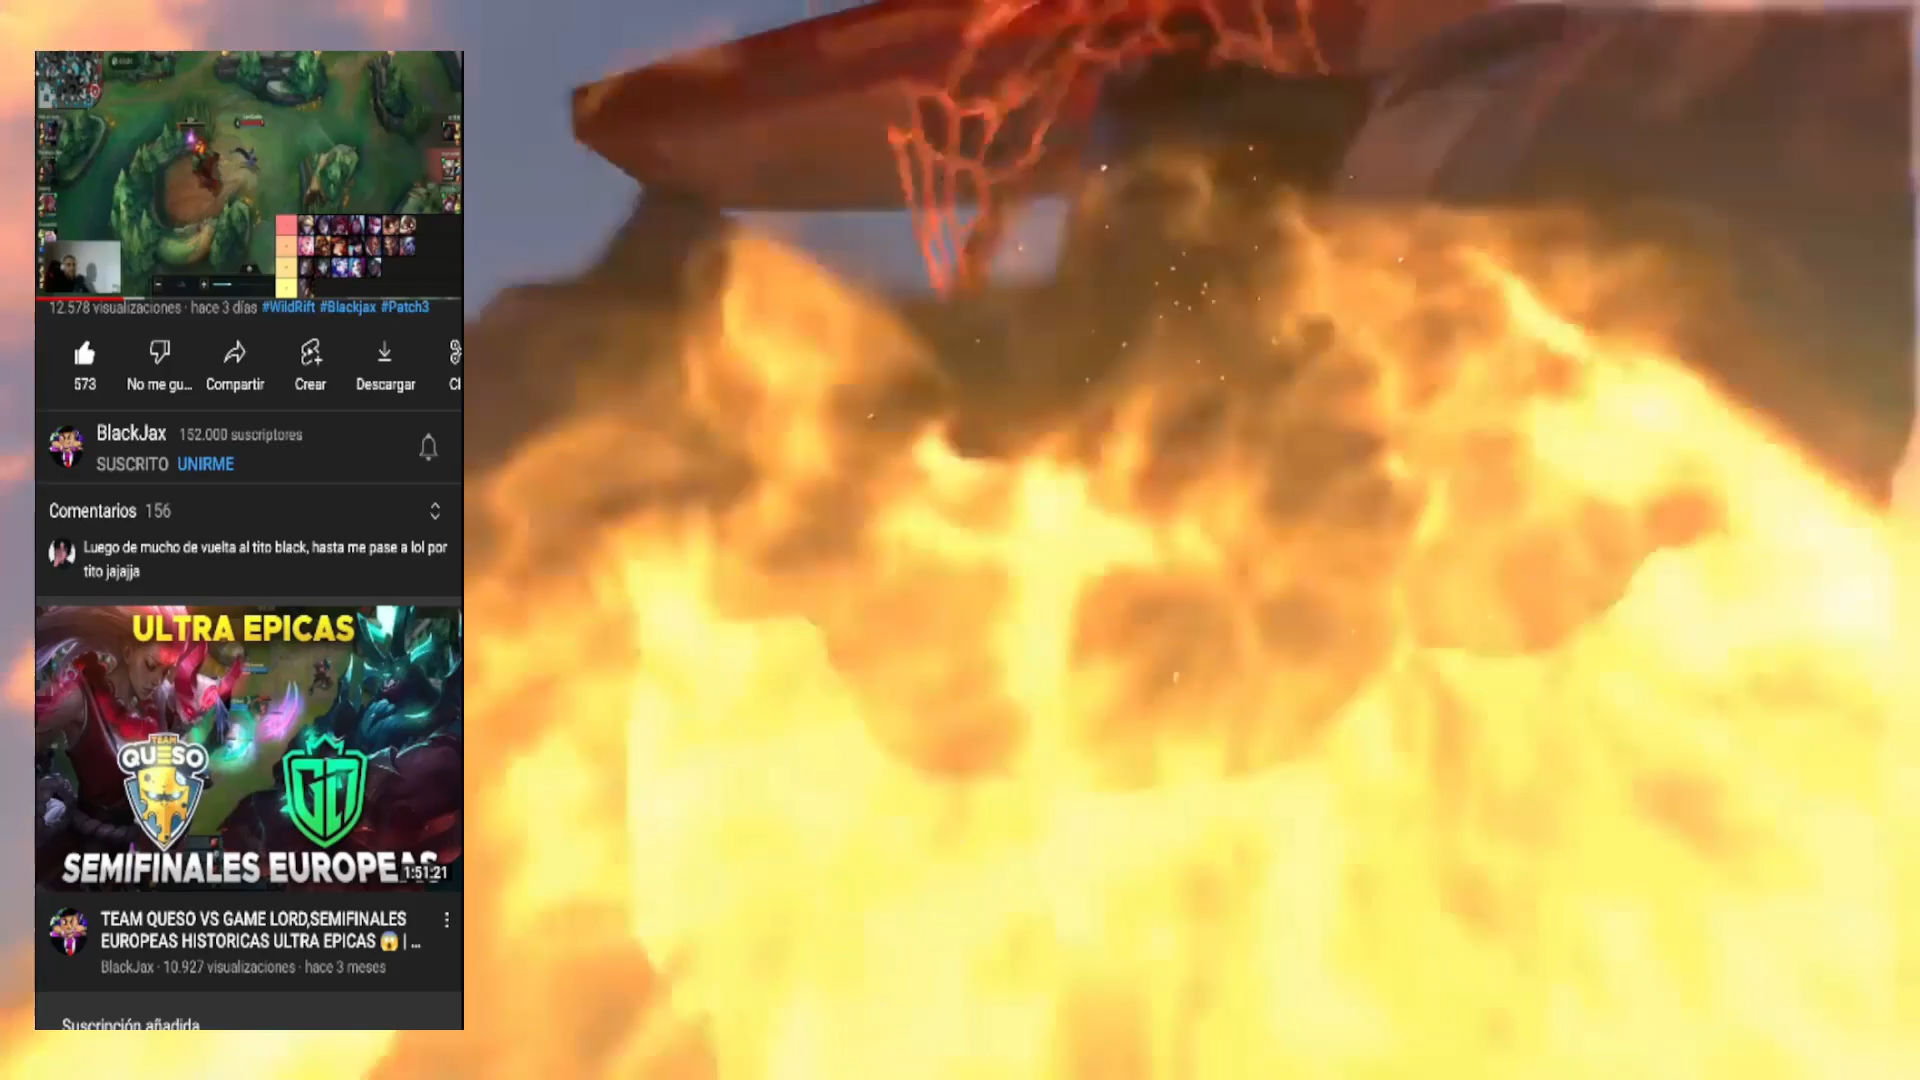 12.578 visualizaciones · hace 3 días #WildRift #Blackjax #Patch3
573
No me gu...
Compartir
Crear
Descargar
Cl
BlackJax 152.000 suscriptores
SUSCRITO UNIRME
Comentarios 156
Luego de mucho de vuelta al tito black, hasta me pase a lol por
tito jajajja
ULTRA EPICAS
TEAM
QUESO
SEMIFINALES EUROPEAS
1:51:21
TEAM QUESO VS GAME LORD,SEMIFINALES
EUROPEAS HISTORICAS ULTRA EPICAS 😱 | ...
BlackJax · 10.927 visualizaciones · hace 3 meses
Suscripción añadida